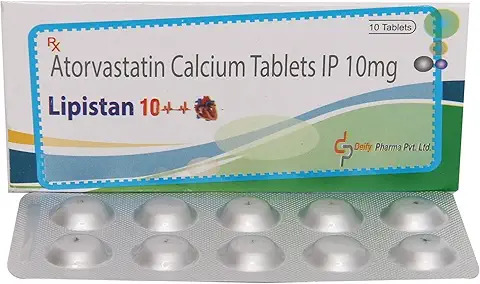 10 Tablets
Rx
Atorvastatin Calcium Tablets IP 10mg
Lipistan 10
Deify Pharma Pvt. Ltd